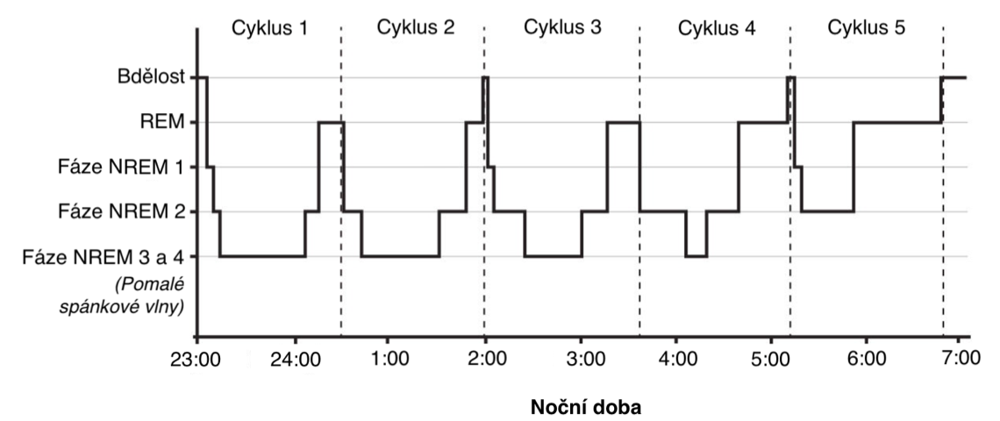 Cyklus 1 Cyklus 2 Cyklus 3 Cyklus 4 Cyklus 5
Bdělost
REM
Fáze NREM 1
Fáze NREM 2
Fáze NREM 3 a 4
(Pomalé
spánkové vlny)
23:00 24:00 1:00 2:00 3:00 4:00 5:00 6:00 7:00
Noční doba